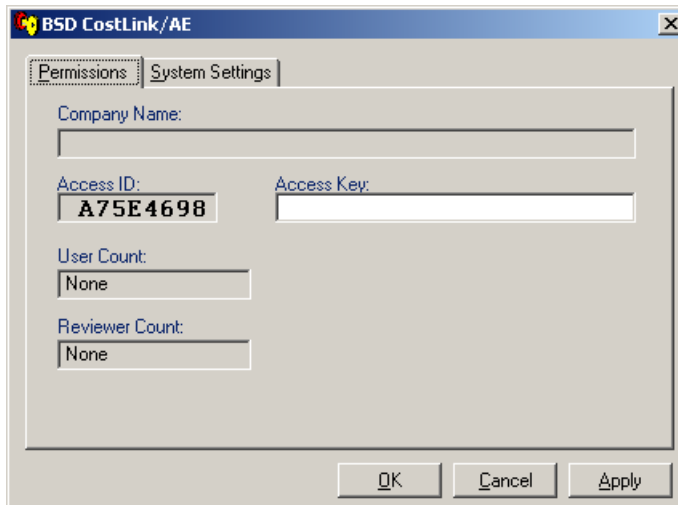 BSD CostLink/AE
Permissions System Settings
Company Name:
Access ID: Access Key:
A75E4698
User Count:
None
Reviewer Count:
None
OK Cancel Apply